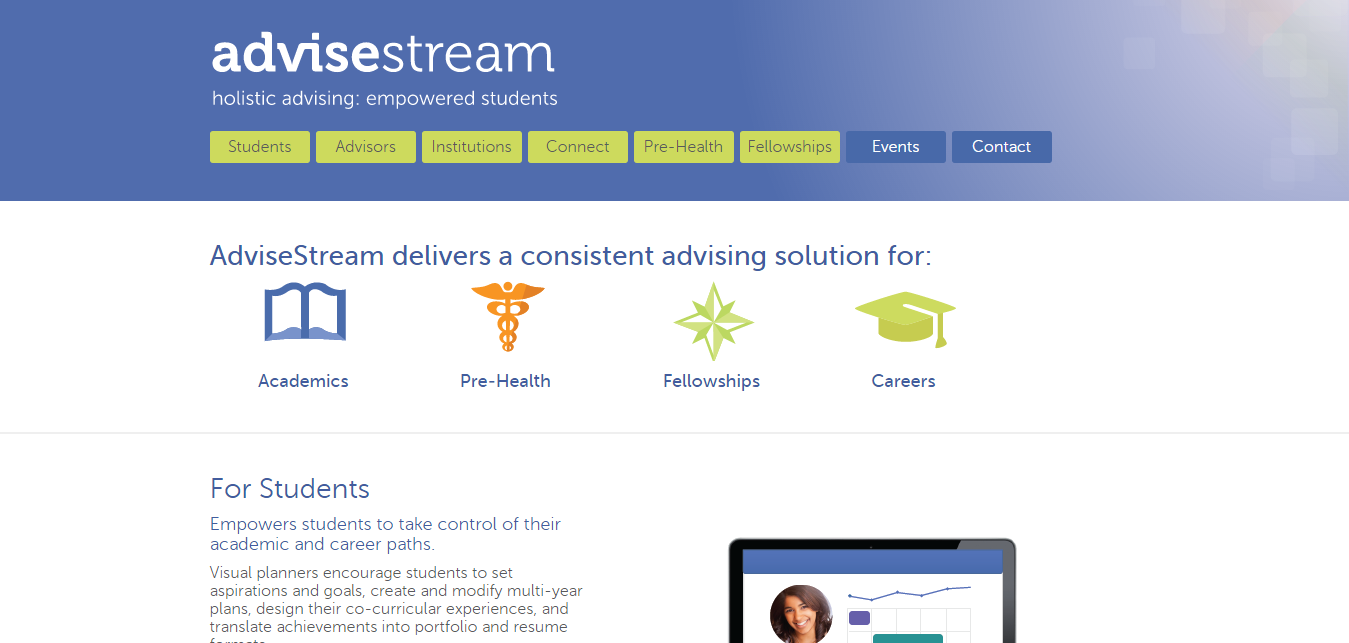 advisestream
holistic advising: empowered students
Students Advisors Institutions Connect Pre-Health Fellowships Events Contact
AdviseStream delivers a consistent advising solution for:
Academics Pre-Health Fellowships Careers
For Students
Empowers students to take control of their
academic and career paths.
Visual planners encourage students to set
aspirations and goals, create and modify multi-year
plans, design their co-curricular experiences, and
translate achievements into portfolio and resume